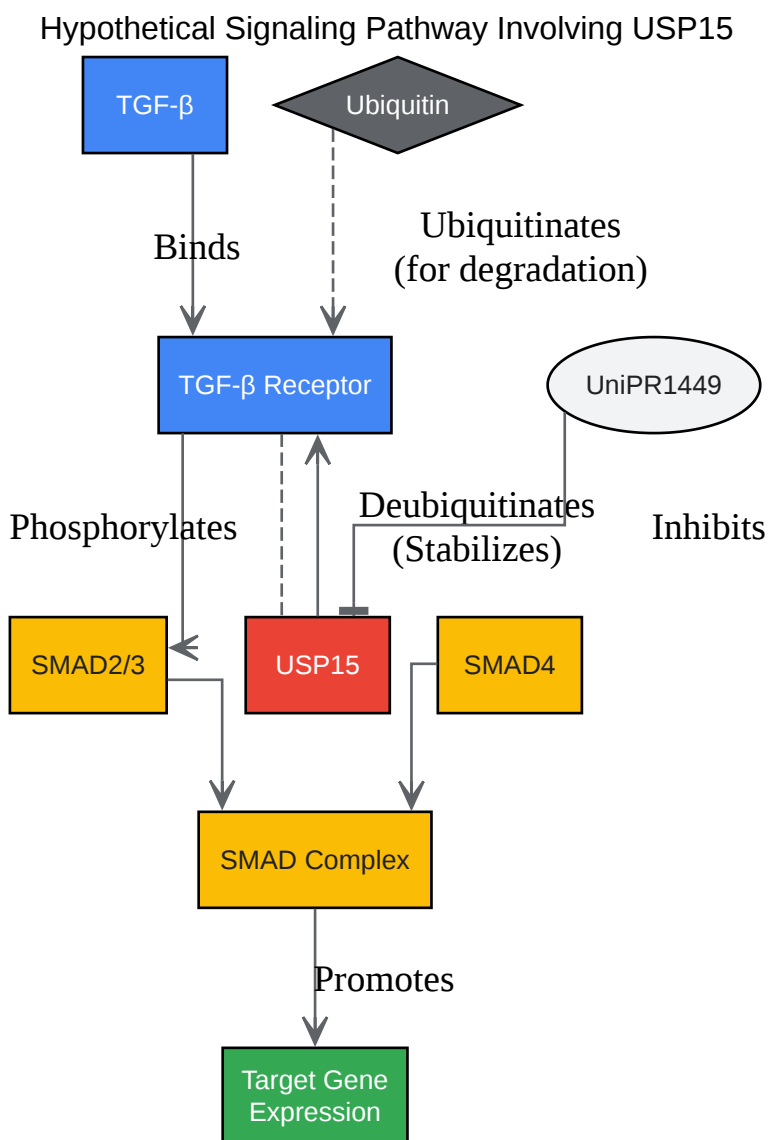 Hypothetical Signaling Pathway Involving USP15
TGF-β
Ubiquitin
Binds
Ubiquitinates
(for degradation)
TGF-β Receptor
UniPR1449
Phosphorylates
Deubiquitinates
(Stabilizes)
Inhibits
SMAD2/3
USP15
SMAD4
SMAD Complex
Promotes
Target Gene
Expression